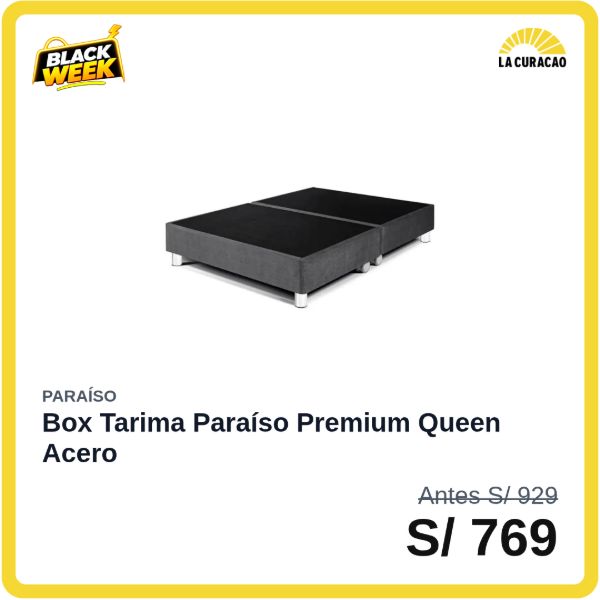 BLACK
WEEK
LA CURACAO
PARAÍSO
Box Tarima Paraíso Premium Queen
Acero
Antes S/ 929
S/ 769